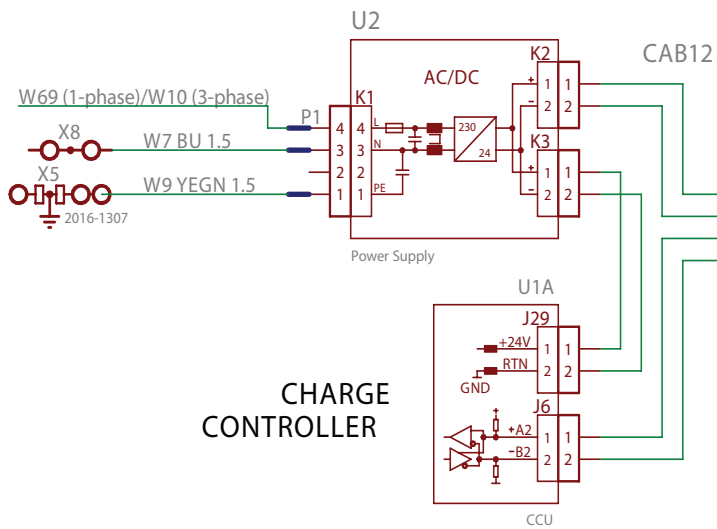 U2
K2
CAB12
AC/DC
W69 (1-phase)/W10 (3-phase)
P1
K1
+ 1 1
- 2 2
4 4 L
230
X8
W7 BU 1.5
3 3 N
24
K3
2 2
X5
W9 YEGN 1.5
1 1 PE
+ 1 1
- 2 2
2016-1307
Power Supply
U1A
J29
+24V 1 1
RTN 2 2
GND
CHARGE
CONTROLLER
J6
+
+A2 1 1
-B2 2 2
CCU